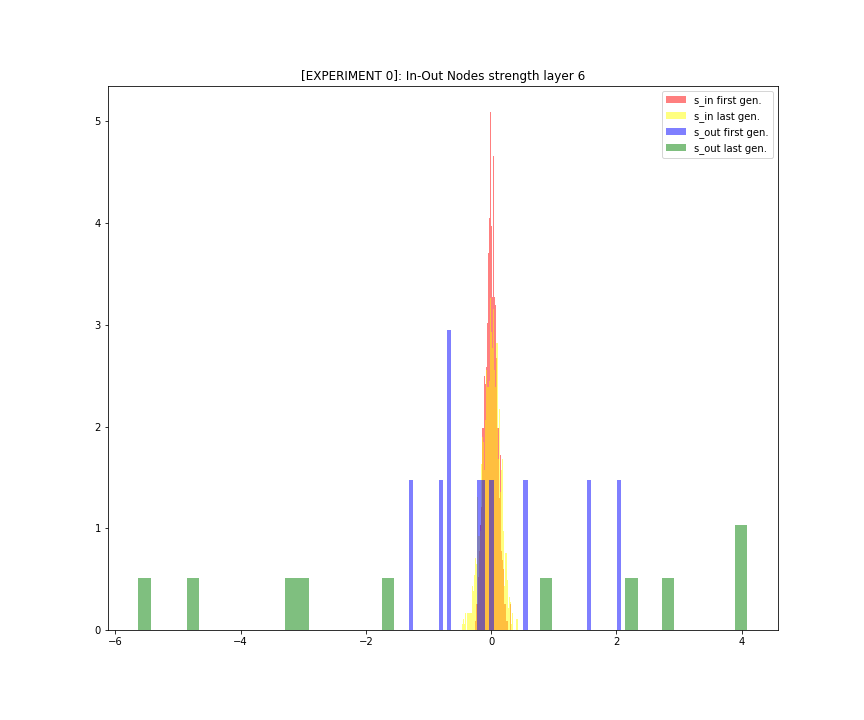 [EXPERIMENT 0]: In-Out Nodes strength layer 6
s_in first gen.
s_in last gen.
s_out first gen.
s_out last gen.
5
4
3
2
1
0
−6 −4 −2 0 2 4